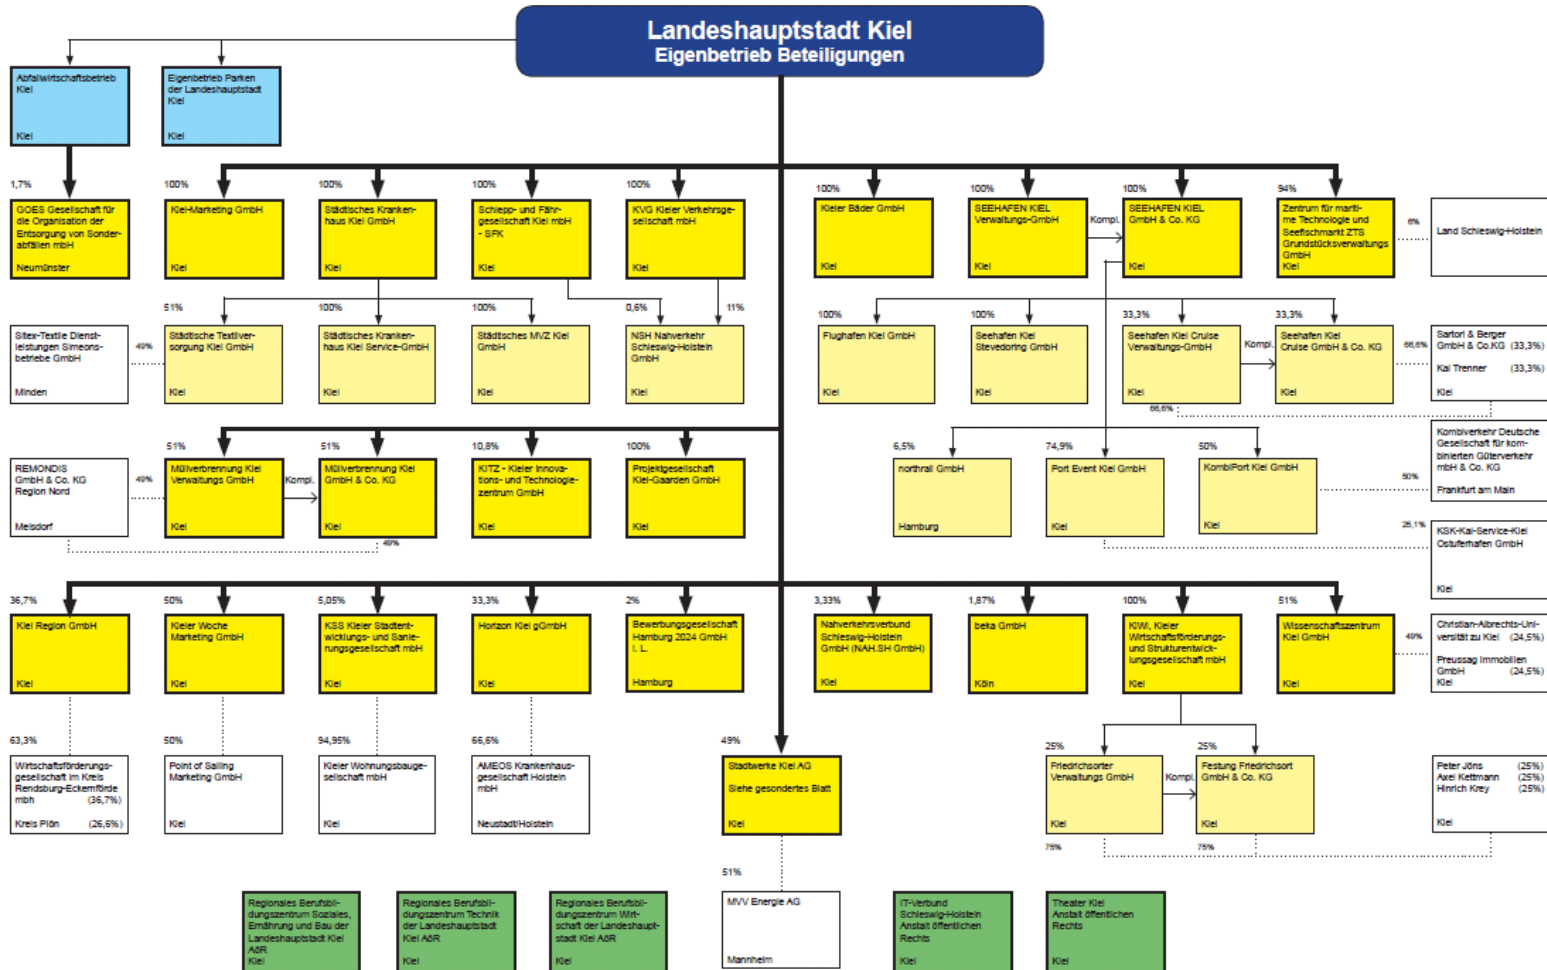 Landeshauptstadt Kiel
Eigenbetrieb Beteiligungen
Abfallwirtschaftsbetrieb
Kiel
Kiel
Eigenbetrieb Parken
der Landeshauptstadt
Kiel
Kiel
1,7%
GOES Gesellschaft für
die Organisation der
Entsorgung von Sonder-
abfällen mbH
Neumünster
100%
Kiel-Marketing GmbH
Kiel
100%
Städtisches Kranken-
haus Kiel GmbH
Kiel
100%
Schlepp- und Fähr-
gesellschaft Kiel mbH
- SFK
Kiel
100%
KVG Kieler Verkehrsge-
sellschaft mbH
Kiel
100%
Kieler Bäder GmbH
Kiel
100%
SEEHAFEN KIEL
Verwaltungs-GmbH
Kiel
Kompl.
100%
SEEHAFEN KIEL
GmbH & Co. KG
Kiel
94%
Zentrum für mariti-
me Technologie und
Seefischmarkt ZTS
Grundstücksverwaltungs
GmbH
Kiel
6%
Land Schleswig-Holstein
Sitex-Textile Dienst-
leistungen Simeons-
betriebe GmbH
Minden
49%
51%
Städtische Textilver-
sorgung Kiel GmbH
Kiel
100%
Städtisches Kranken-
haus Kiel Service-GmbH
Kiel
100%
Städtisches MVZ Kiel
GmbH
Kiel
0,6%
11%
NSH Nahverkehr
Schleswig-Holstein
GmbH
Kiel
100%
Flughafen Kiel GmbH
Kiel
100%
Seehafen Kiel
Stevedoring GmbH
Kiel
33,3%
Seehafen Kiel Cruise
Verwaltungs-GmbH
Kiel
Kompl.
33,3%
Seehafen Kiel
Cruise GmbH & Co. KG
Kiel
66,6%
Sartori & Berger
GmbH & Co.KG (33,3%)
Kai Trenner (33,3%)
Kiel
66,6%
REMONDIS
GmbH & Co. KG
Region Nord
Melsdorf
49%
51%
Müllverbrennung Kiel
Verwaltungs GmbH
Kiel
Kompl.
51%
Müllverbrennung Kiel
GmbH & Co. KG
Kiel
49%
10,8%
KITZ - Kieler Innova-
tions- und Technologie-
zentrum GmbH
Kiel
100%
Projektgesellschaft
Kiel-Gaarden GmbH
Kiel
6,5%
northrail GmbH
Hamburg
74,9%
Port Event Kiel GmbH
Kiel
50%
KombiPort Kiel GmbH
Kiel
50%
Kombiverkehr Deutsche
Gesellschaft für kom-
binierten Güterverkehr
mbH & Co. KG
Frankfurt am Main
25,1%
KSK-Kai-Service-Kiel
Ostuferhafen GmbH
Kiel
36,7%
Kiel Region GmbH
Kiel
50%
Kieler Woche
Marketing GmbH
Kiel
5,05%
KSS Kieler Stadtent-
wicklungs- und Sanie-
rungsgesellschaft mbH
Kiel
33,3%
Horizon Kiel gGmbH
Kiel
2%
Bewerbungsgesellschaft
Hamburg 2024 GmbH
i. L.
Hamburg
3,33%
Nahverkehrsverbund
Schleswig-Holstein
GmbH (NAH.SH GmbH)
Kiel
1,87%
beka GmbH
Köln
100%
KiWi, Kieler
Wirtschaftsförderungs-
und Strukturentwick-
lungsgesellschaft mbH
Kiel
51%
Wissenschaftszentrum
Kiel GmbH
Kiel
49%
Christian-Albrechts-Uni-
versität zu Kiel (24,5%)
Preussag Immobilien
GmbH (24,5%)
Kiel
63,3%
Wirtschaftsförderungs-
gesellschaft im Kreis
Rendsburg-Eckernförde
mbh (36,7%)
Kreis Plön (26,6%)
50%
Point of Sailing
Marketing GmbH
Kiel
94,95%
Kieler Wohnungsbauge-
sellschaft mbH
Kiel
66,6%
AMEOS Krankenhaus-
gesellschaft Holstein
mbH
Neustadt/Holstein
49%
Stadtwerke Kiel AG
Siehe gesondertes Blatt
Kiel
25%
Friedrichsorter
Verwaltungs GmbH
Kiel
Kompl.
25%
Festung Friedrichsort
GmbH & Co. KG
Kiel
Peter Jöns (25%)
Axel Kettmann (25%)
Hinrich Krey (25%)
Kiel
75%
75%
51%
MVV Energie AG
Mannheim
Regionales Berufsbil-
dungszentrum Soziales,
Ernährung und Bau der
Landeshauptstadt Kiel
AöR
Kiel
Regionales Berufsbil-
dungszentrum Technik
der Landeshauptstadt
Kiel AöR
Kiel
Regionales Berufsbil-
dungszentrum Wirt-
schaft der Landeshaupt-
stadt Kiel AöR
Kiel
IT-Verbund
Schleswig-Holstein
Anstalt öffentlichen
Rechts
Kiel
Theater Kiel
Anstalt öffentlichen
Rechts
Kiel